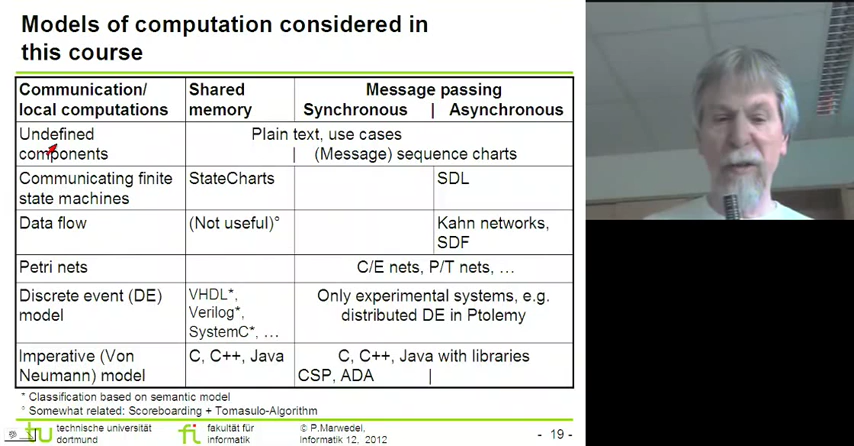 Models of computation considered in
this course
Communication/ Shared Message passing
local computations memory Synchronous | Asynchronous
Undefined Plain text, use cases
components | (Message) sequence charts
Communicating finite StateCharts SDL
state machines
Data flow (Not useful)° Kahn networks,
SDF
Petri nets C/E nets, P/T nets, …
Discrete event (DE) VHDL*, Only experimental systems, e.g.
model Verilog*, distributed DE in Ptolemy
SystemC*, …
Imperative (Von C, C++, Java C, C++, Java with libraries
Neumann) model CSP, ADA |
* Classification based on semantic model
° Somewhat related: Scoreboarding + Tomasulo-Algorithm
tu technische universität fi fakultät für © P.Marwedel,
dortmund informatik informatik 12, 2012 - 19 -